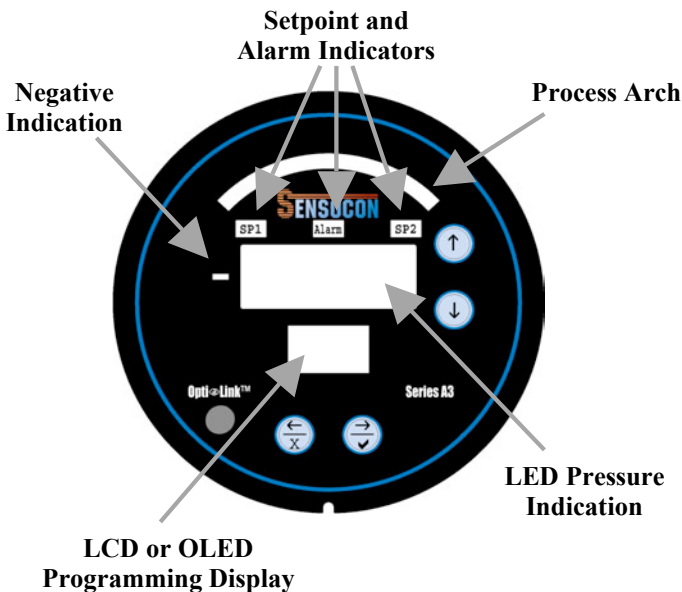 Setpoint and
Alarm Indicators
Negative
Indication
Process Arch
SENSOCON
SP1
Alarm
SP2
↑
↓
Opti Link™
Series A3
←
X
→
✓
LED Pressure
Indication
LCD or OLED
Programming Display